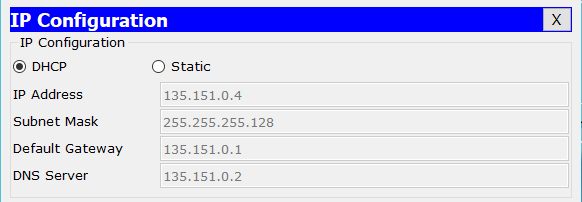 IP Configuration X
IP Configuration
DHCP Static
IP Address 135.151.0.4
Subnet Mask 255.255.255.128
Default Gateway 135.151.0.1
DNS Server 135.151.0.2